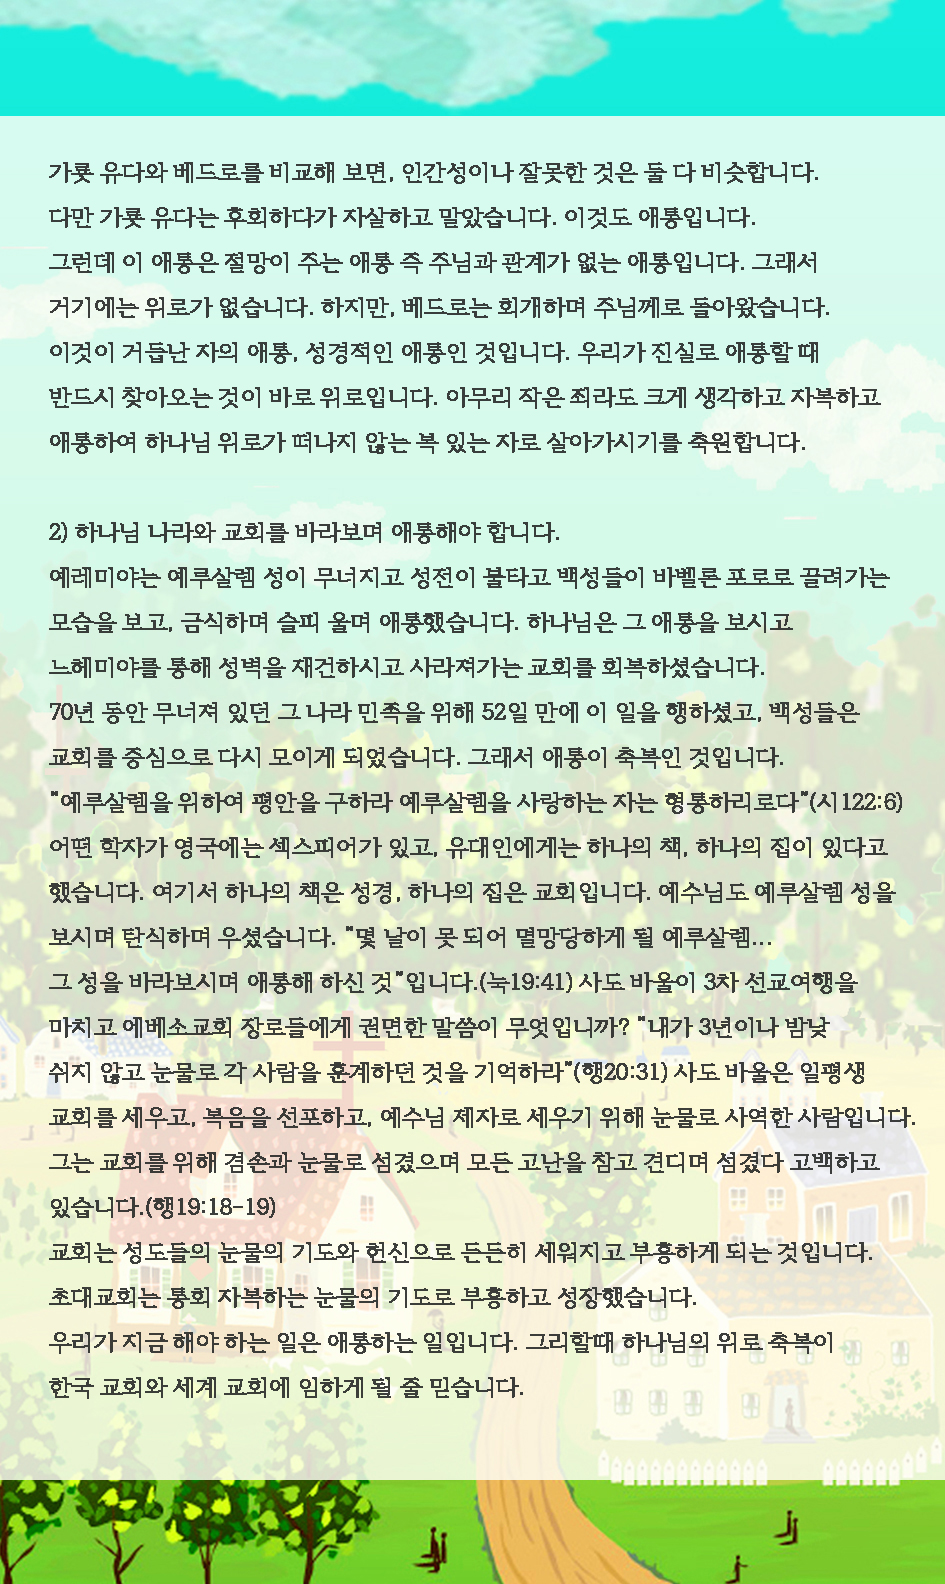 가룟 유다와 베드로를 비교해 보면, 인간성이나 잘못한 것은 둘 다 비슷합니다.
다만 가룟 유다는 후회하다가 자살하고 말았습니다. 이것도 애통입니다.
그런데 이 애통은 절망이 주는 애통 즉 주님과 관계가 없는 애통입니다. 그래서
거기에는 위로가 없습니다. 하지만, 베드로는 회개하며 주님께로 돌아왔습니다.
이것이 거듭난 자의 애통, 성경적인 애통인 것입니다. 우리가 진실로 애통할 때
반드시 찾아오는 것이 바로 위로입니다. 아무리 작은 죄라도 크게 생각하고 자복하고
애통하여 하나님 위로가 떠나지 않는 복 있는 자로 살아가시기를 축원합니다.
2) 하나님 나라와 교회를 바라보며 애통해야 합니다.
예레미야는 예루살렘 성이 무너지고 성전이 불타고 백성들이 바벨론 포로로 끌려가는
모습을 보고, 금식하며 슬피 울며 애통했습니다. 하나님은 그 애통을 보시고
느헤미야를 통해 성벽을 재건하시고 사라져가는 교회를 회복하셨습니다.
70년 동안 무너져 있던 그 나라 민족을 위해 52일 만에 이 일을 행하셨고, 백성들은
교회를 중심으로 다시 모이게 되었습니다. 그래서 애통이 축복인 것입니다.
"예루살렘을 위하여 평안을 구하라 예루살렘을 사랑하는 자는 형통하리로다"(시122:6)
어떤 학자가 영국에는 섹스피어가 있고, 유대인에게는 하나의 책, 하나의 집이 있다고
했습니다. 여기서 하나의 책은 성경, 하나의 집은 교회입니다. 예수님도 예루살렘 성을
보시며 탄식하며 우셨습니다. "몇 날이 못 되어 멸망당하게 될 예루살렘...
그 성을 바라보시며 애통해 하신 것"입니다.(눅19:41) 사도 바울이 3차 선교여행을
마치고 에베소교회 장로들에게 권면한 말씀이 무엇입니까? "내가 3년이나 밤낮
쉬지 않고 눈물로 각 사람을 훈계하던 것을 기억하라"(행20:31) 사도 바울은 일평생
교회를 세우고, 복음을 선포하고, 예수님 제자로 세우기 위해 눈물로 사역한 사람입니다.
그는 교회를 위해 겸손과 눈물로 섬겼으며 모든 고난을 참고 견디며 섬겼다 고백하고
있습니다.(행19:18-19)
교회는 성도들의 눈물의 기도와 헌신으로 든든히 세워지고 부흥하게 되는 것입니다.
초대교회는 통회 자복하는 눈물의 기도로 부흥하고 성장했습니다.
우리가 지금 해야 하는 일은 애통하는 일입니다. 그리할때 하나님의 위로 축복이
한국 교회와 세계 교회에 임하게 될 줄 믿습니다.